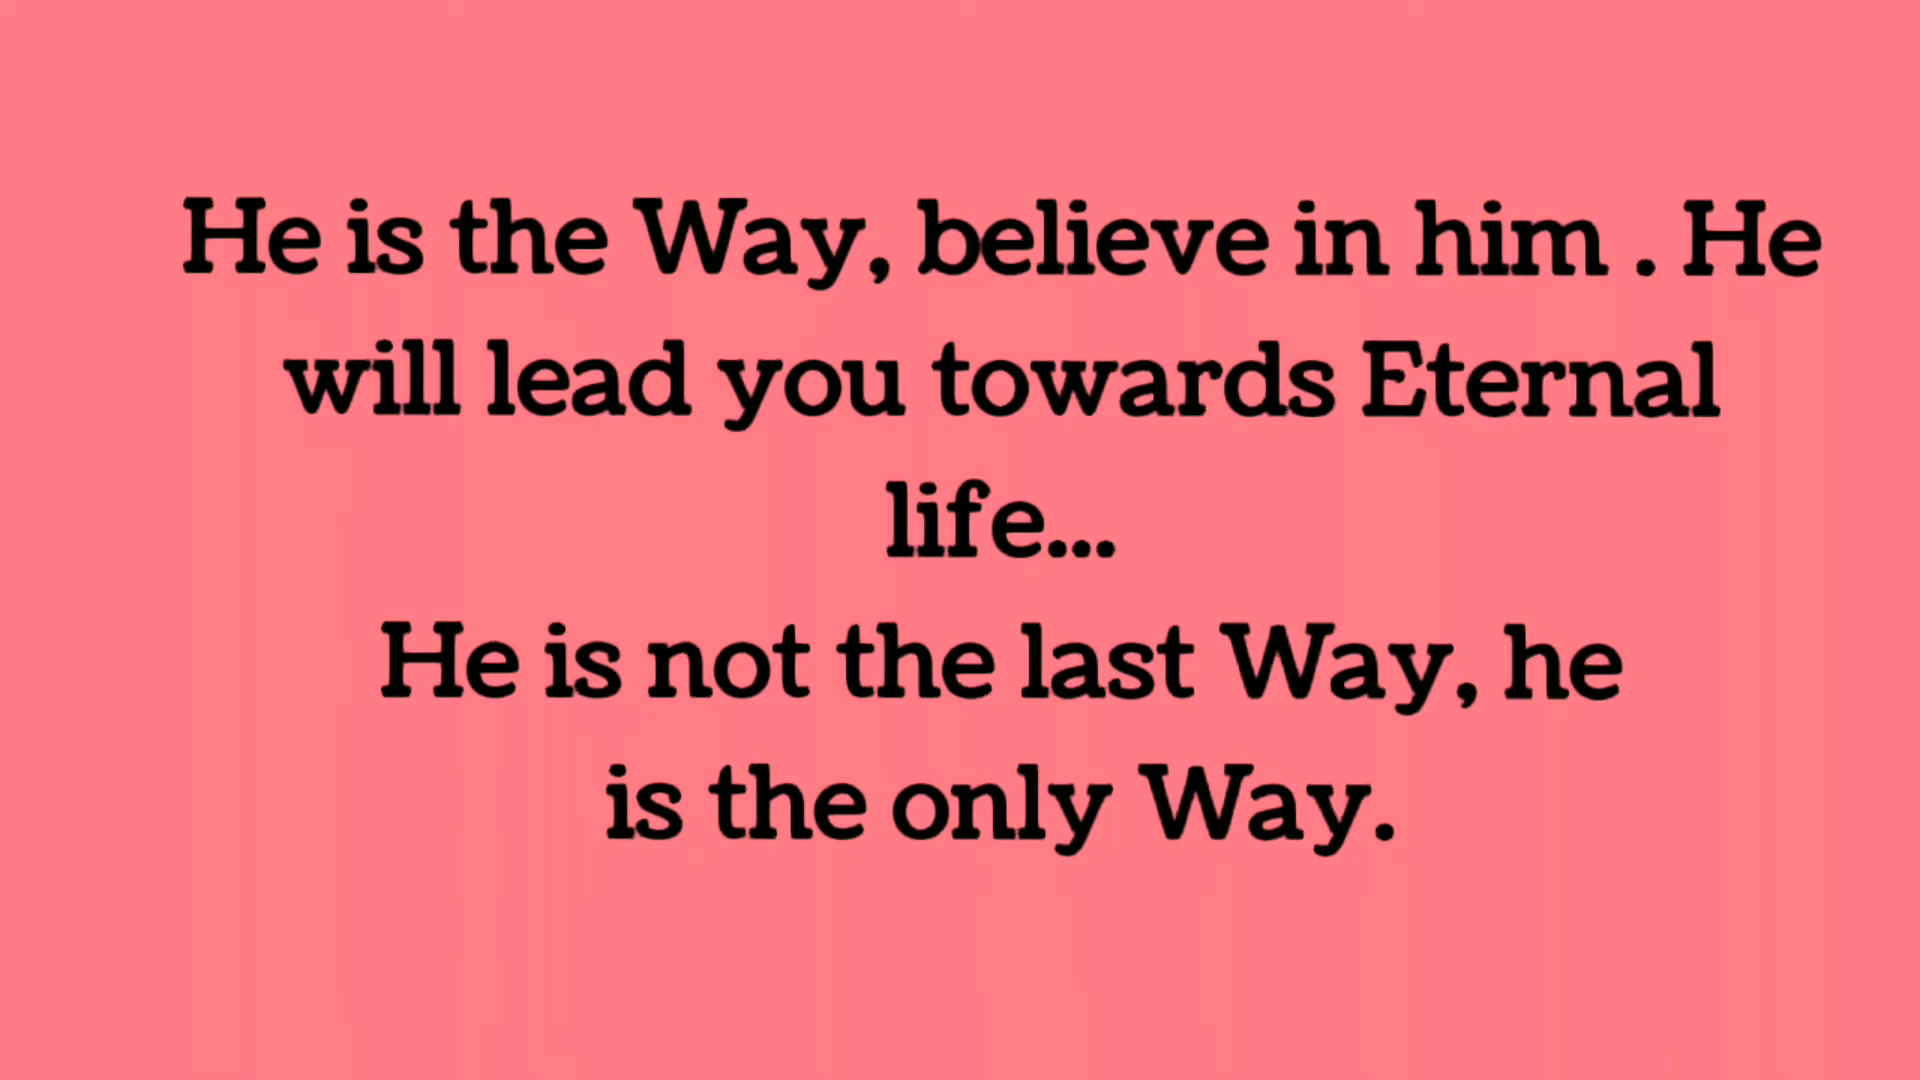 He is the Way, believe in him . He
will lead you towards Eternal
life...
He is not the last Way, he
is the only Way.